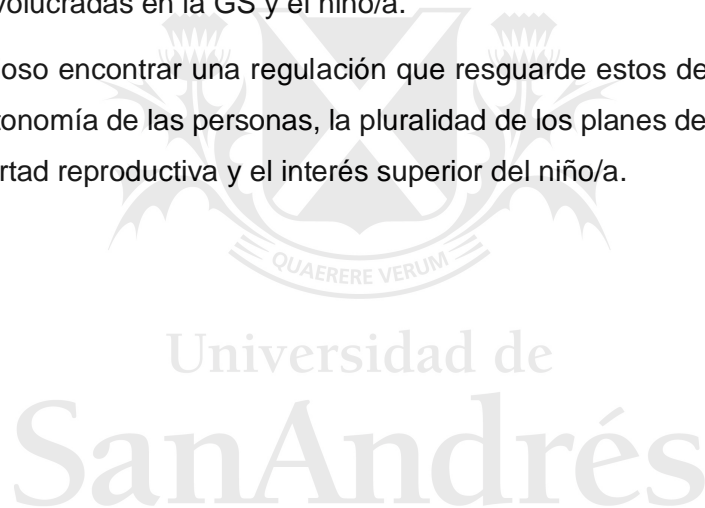 volucradas en la GS y el niño/a.
oso encontrar una regulación que resguarde estos de
tonomía de las personas, la pluralidad de los planes de
ertad reproductiva y el interés superior del niño/a.
QUAERERE VERUM
Universidad de
SanAndrés